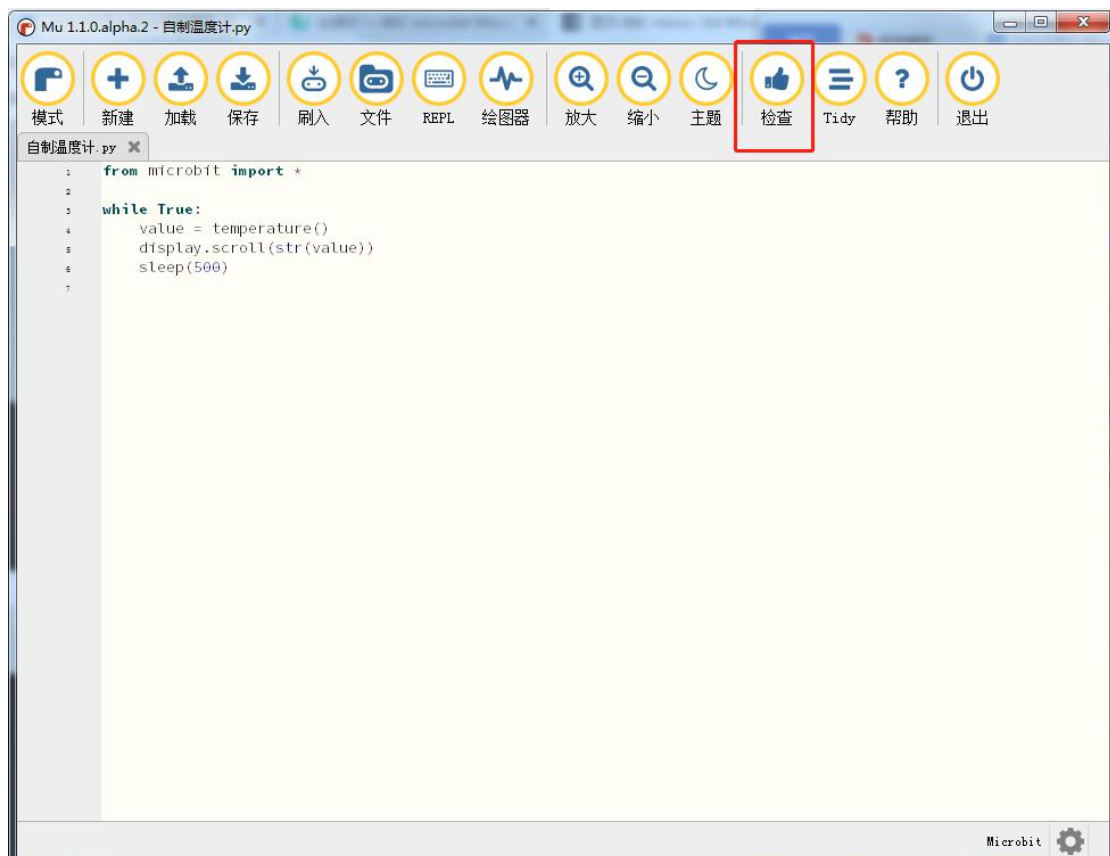 Mu 1.1.0.alpha.2 - 自制温度计.py
模式 新建 加载 保存 刷入 文件 REPL 绘图器 放大 缩小 主题 检查 Tidy 帮助 退出
自制温度计.py
1 from microbit import *
2
3 while True:
4 value = temperature()
5 display.scroll(str(value))
6 sleep(500)
7
Microbit